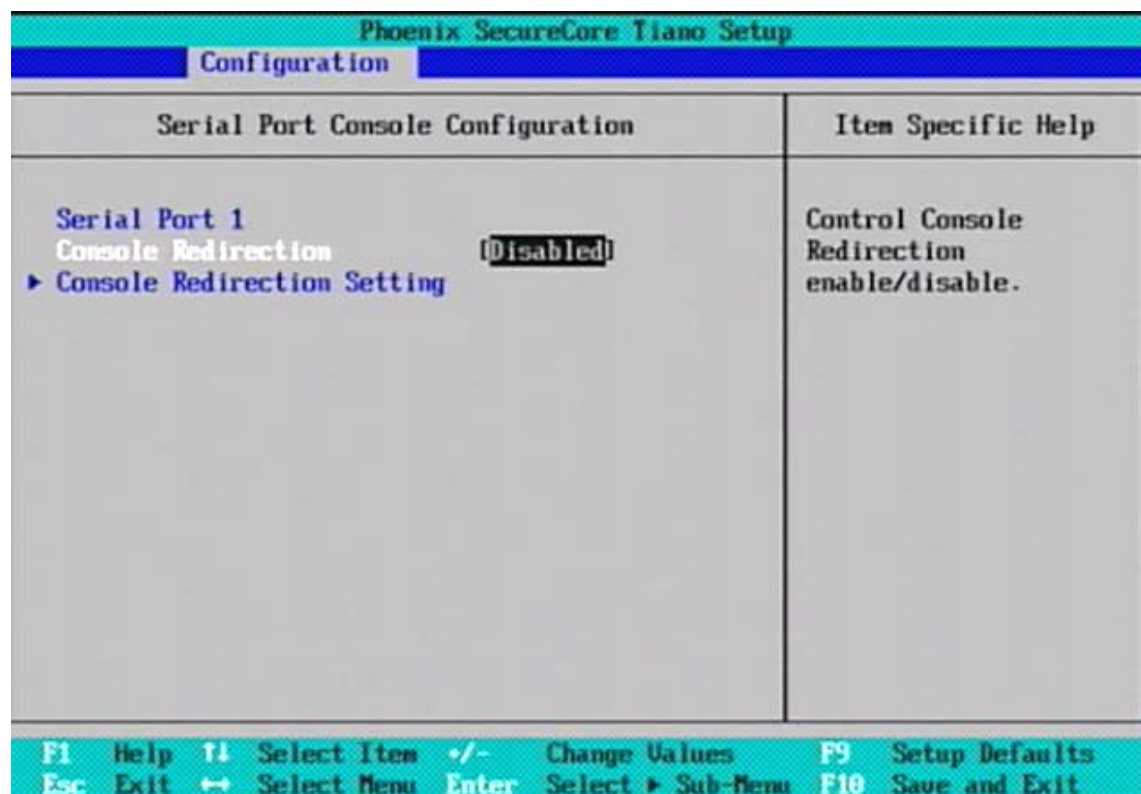 Phoenix SecureCore Tiano Setup
Configuration
Serial Port Console Configuration
Item Specific Help
Serial Port 1
Console Redirection [Disabled]
► Console Redirection Setting
Control Console
Redirection
enable/disable.
F1 Help ↑↓ Select Item +/- Change Values F9 Setup Defaults
Esc Exit ↔ Select Menu Enter Select ► Sub-Menu F10 Save and Exit